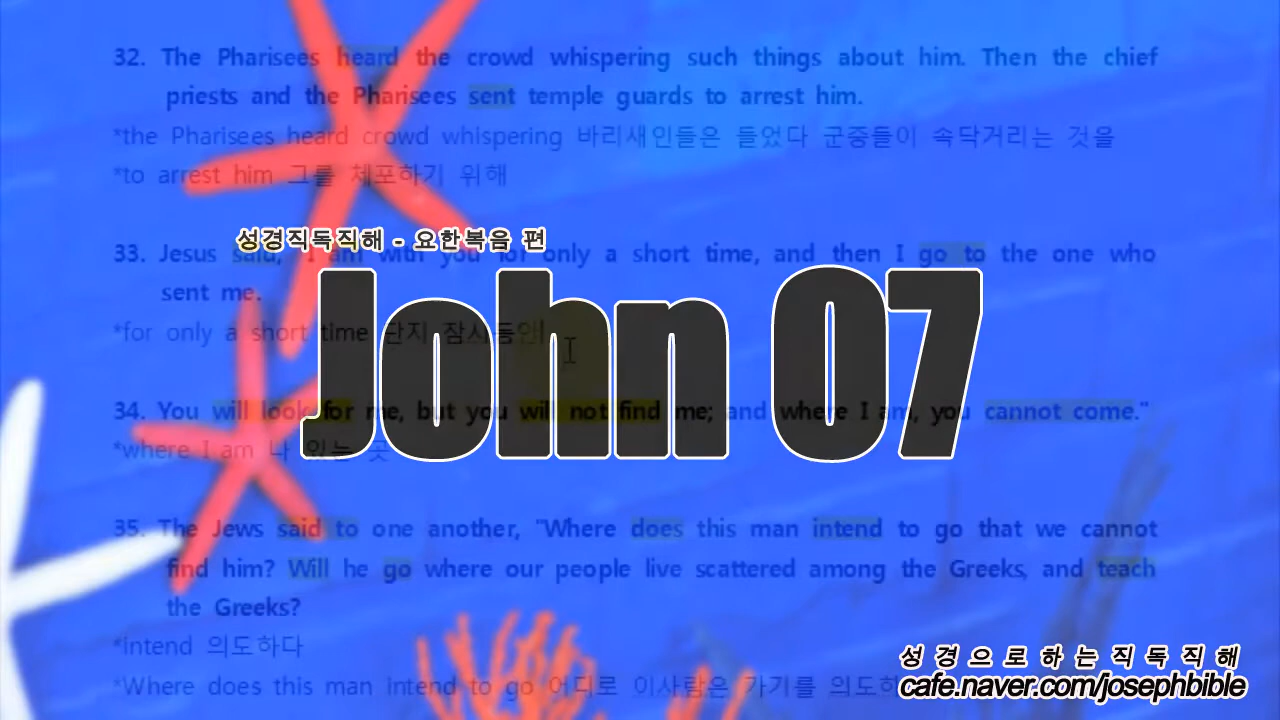 32. The Pharisees heard the crowd whispering such things about him. Then the chief
priests and the Pharisees sent temple guards to arrest him.
*the Pharisees heard crowd whispering 바리새인들은 들었다 군중들이 속닥거리는 것을
*to arrest him 그를 체포하기 위해
성경직독직해 - 요한복음 편
33. Jesus said, "I am with you for only a short time, and then I go to the one who
sent me.
*for only a short time 단지 잠시동안
John 07
34. You will look for me, but you will not find me; and where I am, you cannot come."
*where I am 나 있는 곳
35. The Jews said to one another, "Where does this man intend to go that we cannot
find him? Will he go where our people live scattered among the Greeks, and teach
the Greeks?
*intend 의도하다
*Where does this man intend to go 어디로 이사람은 가기를
성경으로하는직독직해
cafe.naver.com/josephbible